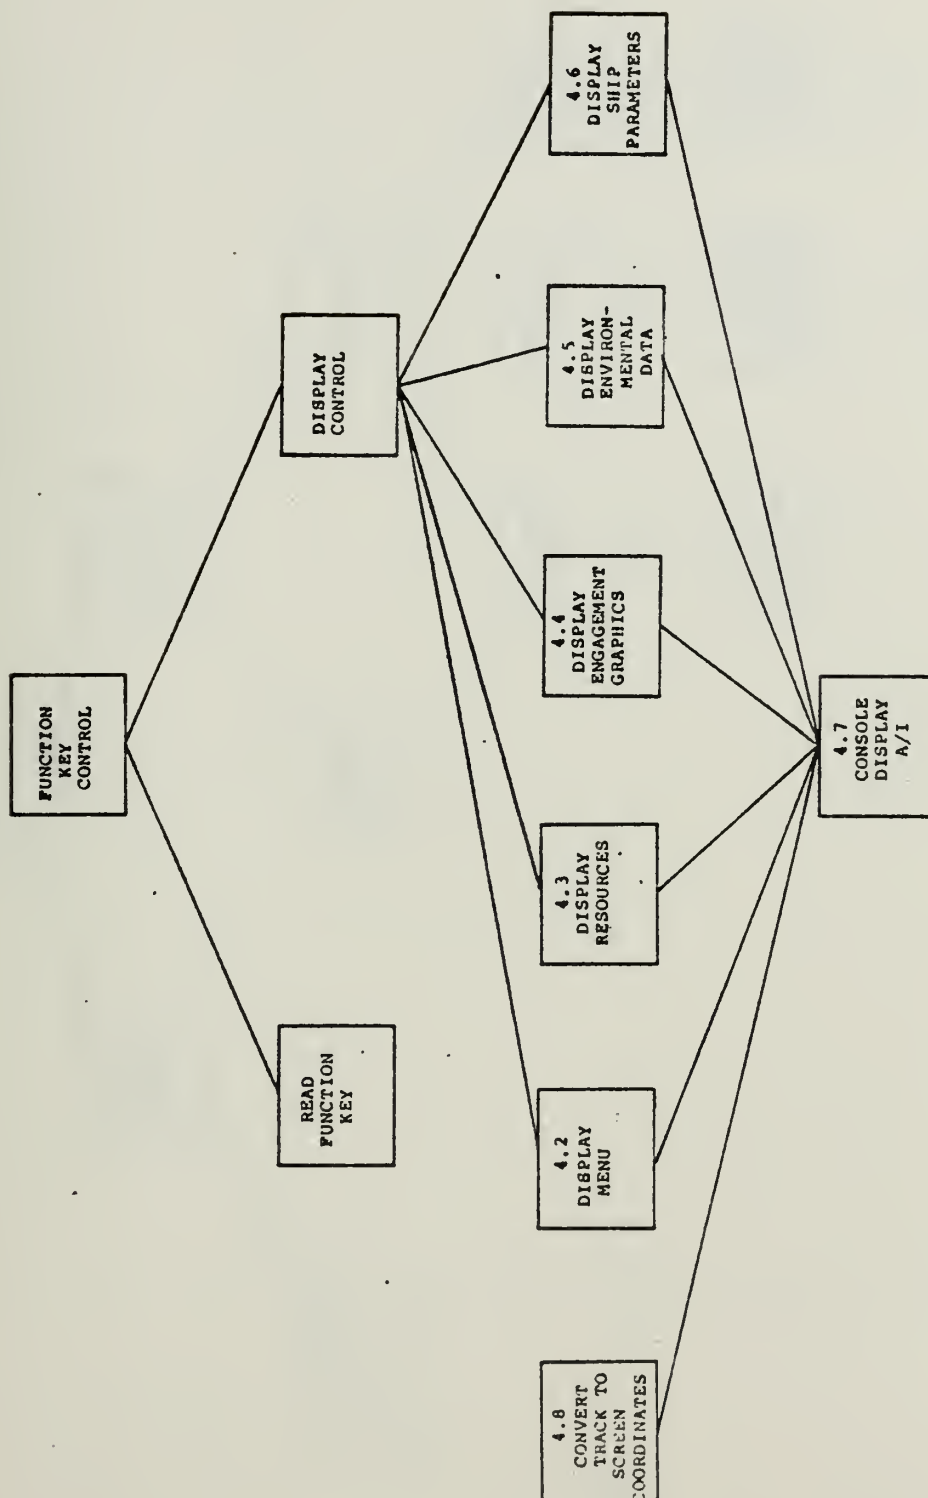 FUNCTION
KEY
CONTROL
READ
FUNCTION
KEY
DISPLAY
CONTROL
4.8
CONVERT
TRACK TO
SCREEN
COORDINATES
4.2
DISPLAY
MENU
4.3
DISPLAY
RESOURCES
4.4
DISPLAY
ENGAGEMENT
GRAPHICS
4.5
DISPLAY
ENVIRON-
MENTAL
DATA
4.6
DISPLAY
SHIP
PARAMETERS
4.7
CONSOLE
DISPLAY
A/I